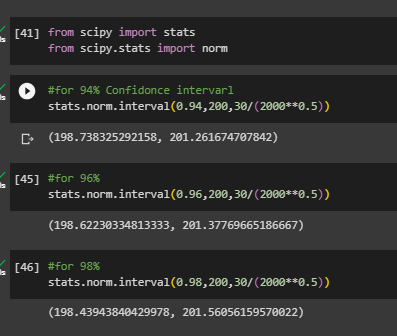 [41] from scipy import stats
from scipy.stats import norm
#for 94% Confidonce intervarl
stats.norm.interval(0.94,200,30/(2000**0.5))
(198.738325292158, 201.261674707842)
[45] #for 96%
stats.norm.interval(0.96,200,30/(2000**0.5))
(198.62230334813333, 201.37769665186667)
[46] #for 98%
stats.norm.interval(0.98,200,30/(2000**0.5))
(198.43943840429978, 201.56056159570022)